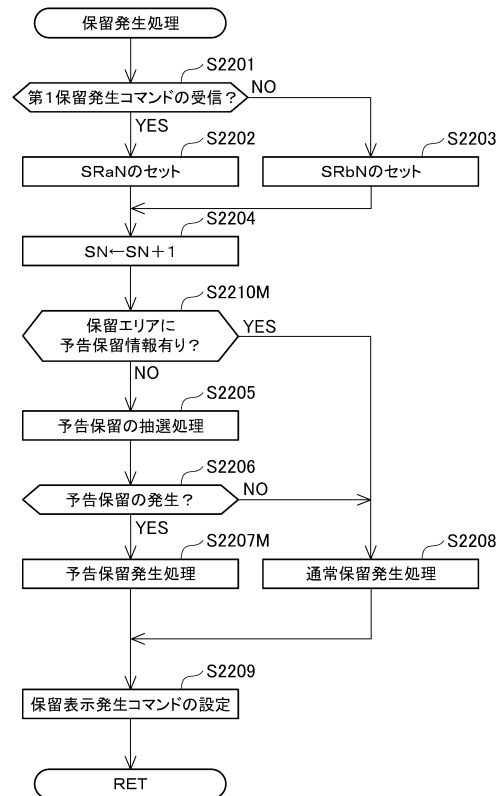 保留発生処理
S2201
第1保留発生コマンドの受信？
NO
YES
S2202
S2203
SRaNのセット
SRbNのセット
S2204
SN←SN＋1
S2210M
保留エリアに
予告保留情報有り？
YES
NO
S2205
予告保留の抽選処理
S2206
予告保留の発生？
NO
YES
S2207M
S2208
予告保留発生処理
通常保留発生処理
S2209
保留表示発生コマンドの設定
RET